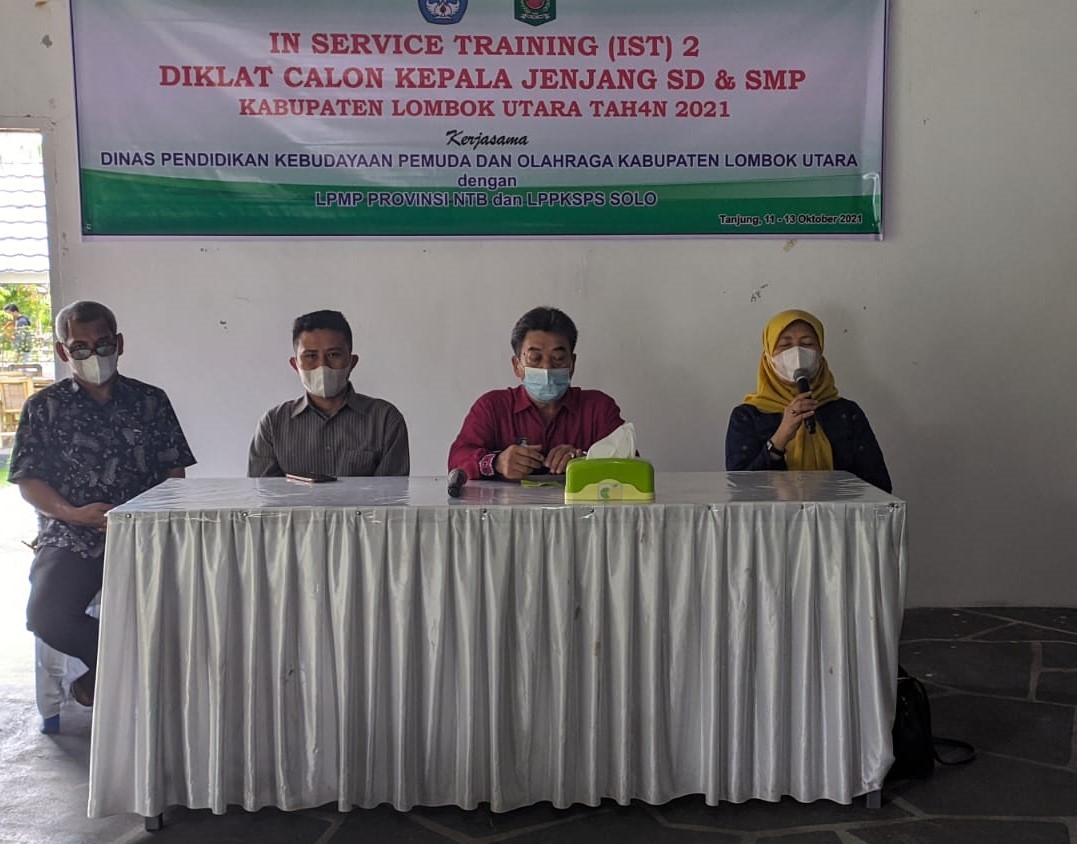 IN SERVICE TRAINING (IST) 2
DIKLAT CALON KEPALA JENJANG SD & SMP
KABUPATEN LOMBOK UTARA TAH4N 2021
Kerjasama
DINAS PENDIDIKAN KEBUDAYAAN PEMUDA DAN OLAHRAGA KABUPATEN LOMBOK UTARA
dengan
LPMP PROVINSI NTB dan LPPKSPS SOLO
Tanjung, 11 - 13 Oktober 2021